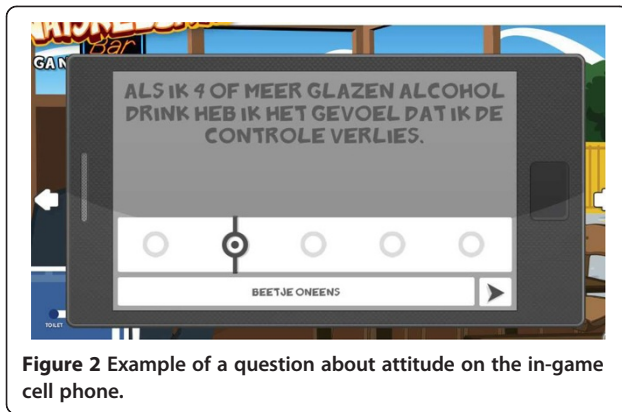 Bar
GA
ALS IK 4 OF MEER GLAZEN ALCOHOL
DRINK HEB IK HET GEVOEL DAT IK DE
CONTROLE VERLIES.
BEETJE ONEENS
TOILET
Figure 2 Example of a question about attitude on the in-game
cell phone.